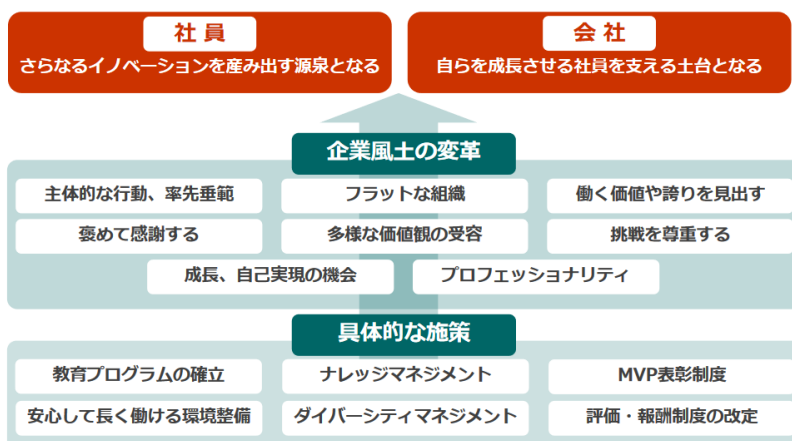 社員
さらなるイノベーションを産み出す源泉となる
会社
自らを成長させる社員を支える土台となる
企業風土の変革
主体的な行動、率先垂範
フラットな組織
働く価値や誇りを見出す
褒めて感謝する
多様な価値観の受容
挑戦を尊重する
成長、自己実現の機会
プロフェッショナリティ
具体的な施策
教育プログラムの確立
ナレッジマネジメント
MVP表彰制度
安心して長く働ける環境整備
ダイバーシティマネジメント
評価・報酬制度の改定